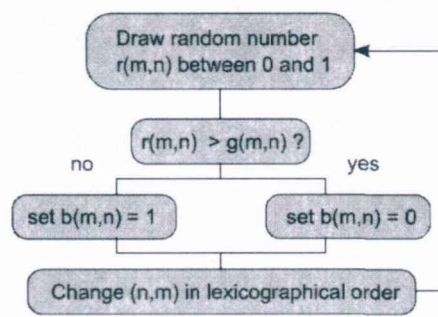 Draw random number
r(m,n) between 0 and 1
r(m,n) > g(m,n) ?
no
yes
set b(m,n) = 1
set b(m,n) = 0
Change (n,m) in lexicographical order